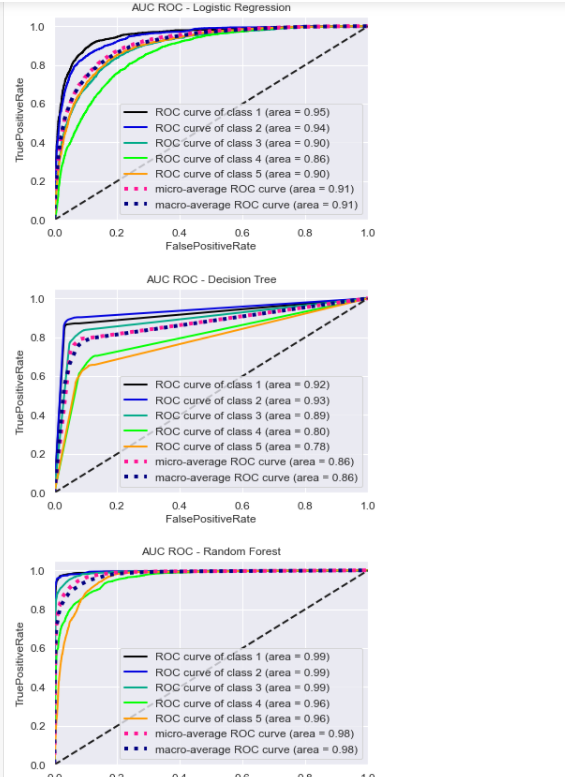 AUC ROC - Logistic Regression
TruePositiveRate
1.0
0.8
0.6
0.4
0.2
0.0
ROC curve of class 1 (area = 0.95)
ROC curve of class 2 (area = 0.94)
ROC curve of class 3 (area = 0.90)
ROC curve of class 4 (area = 0.86)
ROC curve of class 5 (area = 0.90)
micro-average ROC curve (area = 0.91)
macro-average ROC curve (area = 0.91)
0.0 0.2 0.4 0.6 0.8 1.0
FalsePositiveRate
AUC ROC - Decision Tree
TruePositiveRate
1.0
0.8
0.6
0.4
0.2
0.0
ROC curve of class 1 (area = 0.92)
ROC curve of class 2 (area = 0.93)
ROC curve of class 3 (area = 0.89)
ROC curve of class 4 (area = 0.80)
ROC curve of class 5 (area = 0.78)
micro-average ROC curve (area = 0.86)
macro-average ROC curve (area = 0.86)
0.0 0.2 0.4 0.6 0.8 1.0
FalsePositiveRate
AUC ROC - Random Forest
TruePositiveRate
1.0
0.8
0.6
0.4
0.2
0.0
ROC curve of class 1 (area = 0.99)
ROC curve of class 2 (area = 0.99)
ROC curve of class 3 (area = 0.99)
ROC curve of class 4 (area = 0.96)
ROC curve of class 5 (area = 0.96)
micro-average ROC curve (area = 0.98)
macro-average ROC curve (area = 0.98)
0.0 0.2 0.4 0.6 0.8 1.0